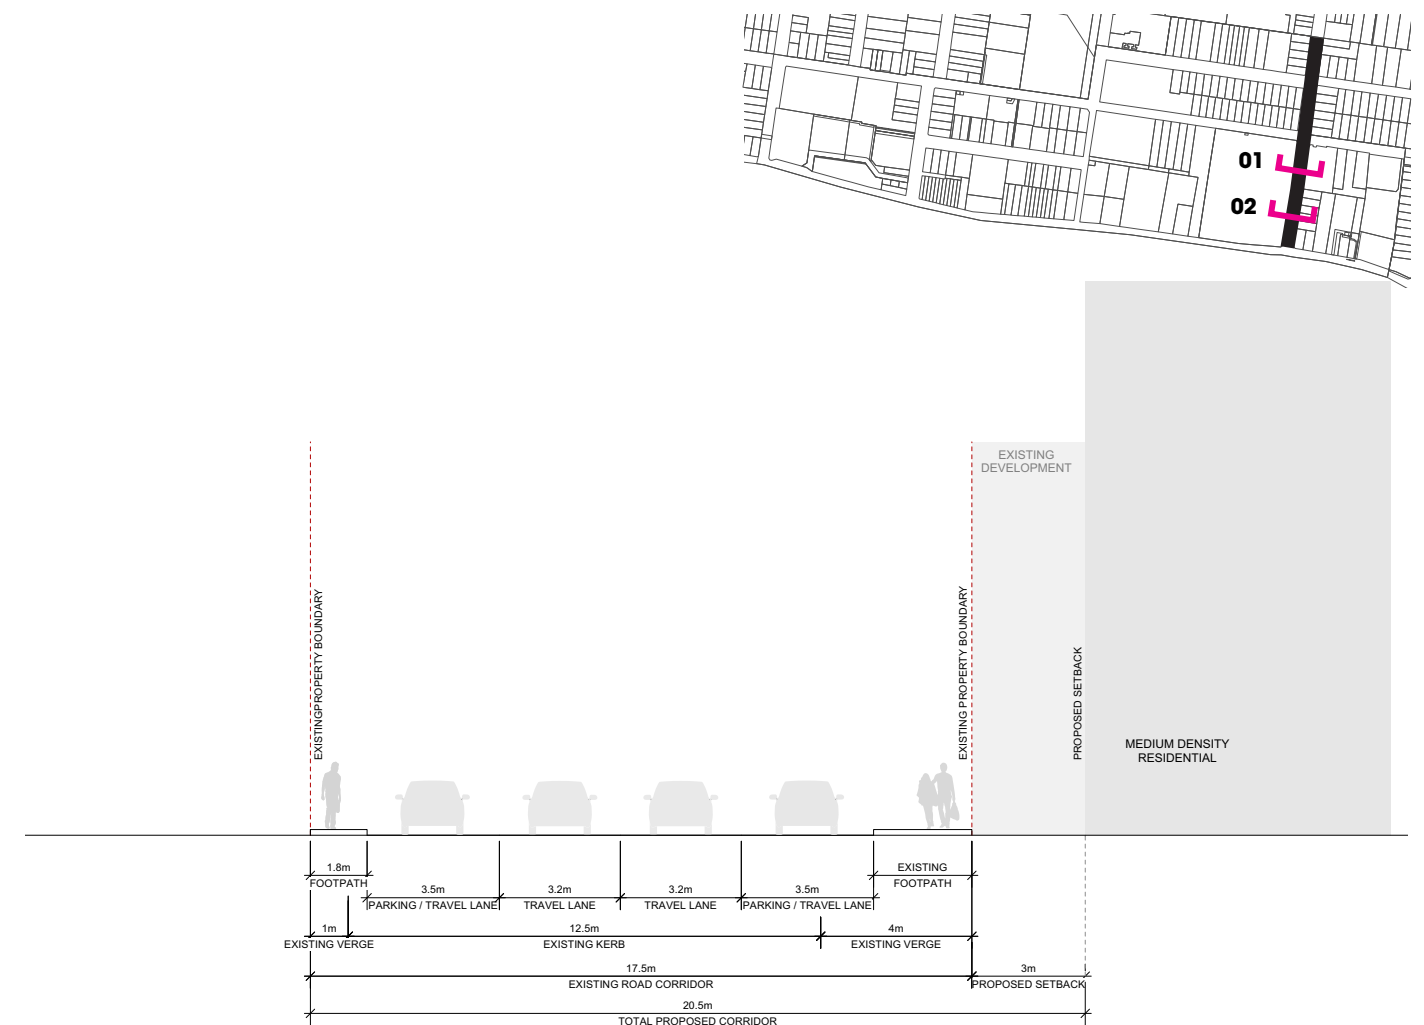 01
02
EXISTING
DEVELOPMENT
EXISTINGPROPERTY BOUNDARY
EXISTING PROPERTY BOUNDARY
PROPOSED SETBACK
MEDIUM DENSITY
RESIDENTIAL
1.8m
FOOTPATH
EXISTING
FOOTPATH
3.5m
PARKING / TRAVEL LANE
3.2m
TRAVEL LANE
3.2m
TRAVEL LANE
3.5m
PARKING / TRAVEL LANE
1m
EXISTING VERGE
12.5m
EXISTING KERB
4m
EXISTING VERGE
17.5m
EXISTING ROAD CORRIDOR
3m
PROPOSED SETBACK
20.5m
TOTAL PROPOSED CORRIDOR